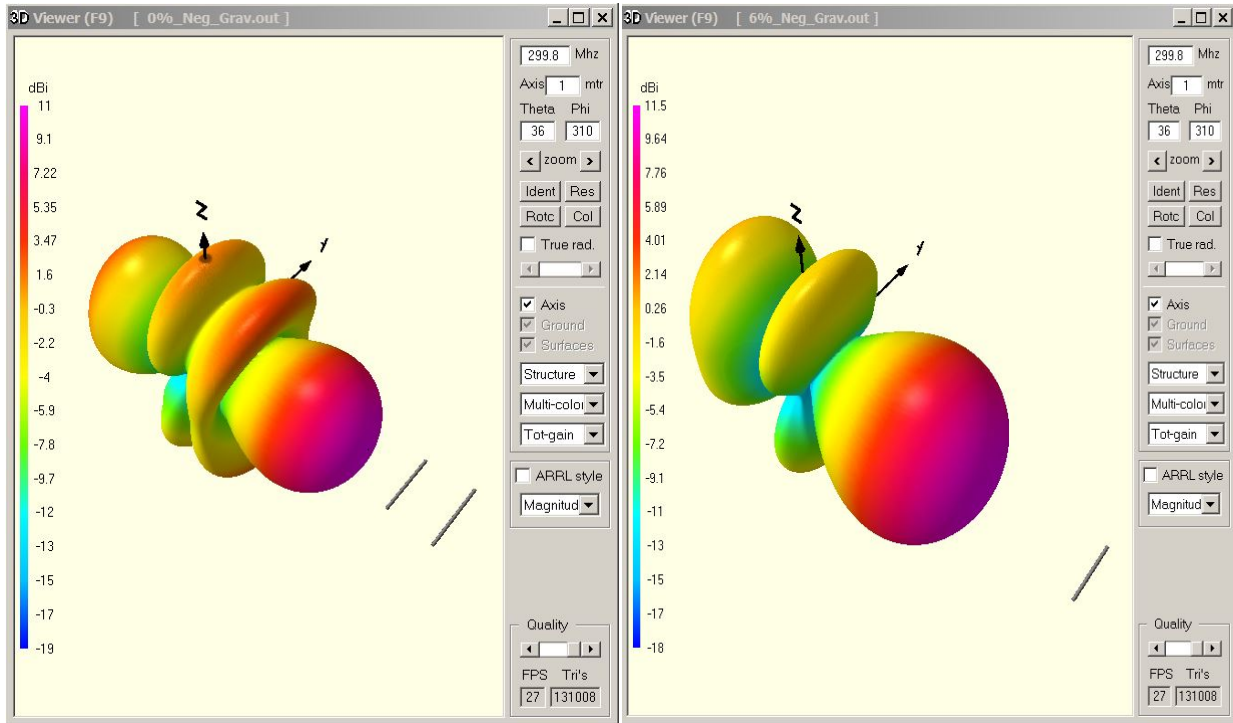 3D Viewer (F9) [ 0%_Neg_Grav.out ]
299.8 Mhz
Axis 1 mtr
Theta Phi
36 310
< zoom >
Ident Res
Rotc Col
True rad.
Axis
Ground
Surfaces
Structure
Multi-color
Tot-gain
ARRL style
Magnitud
Quality
FPS Tri's
27 131008
dBi
11
9.1
7.22
5.35
3.47
1.6
-0.3
-2.2
-4
-5.9
-7.8
-9.7
-12
-13
-15
-17
-19
Z
Y
3D Viewer (F9) [ 6%_Neg_Grav.out ]
299.8 Mhz
Axis 1 mtr
Theta Phi
36 310
< zoom >
Ident Res
Rotc Col
True rad.
Axis
Ground
Surfaces
Structure
Multi-color
Tot-gain
ARRL style
Magnitud
Quality
FPS Tri's
27 131008
dBi
11.5
9.64
7.76
5.89
4.01
2.14
0.26
-1.6
-3.5
-5.4
-7.2
-9.1
-11
-13
-15
-17
-18
Z
Y